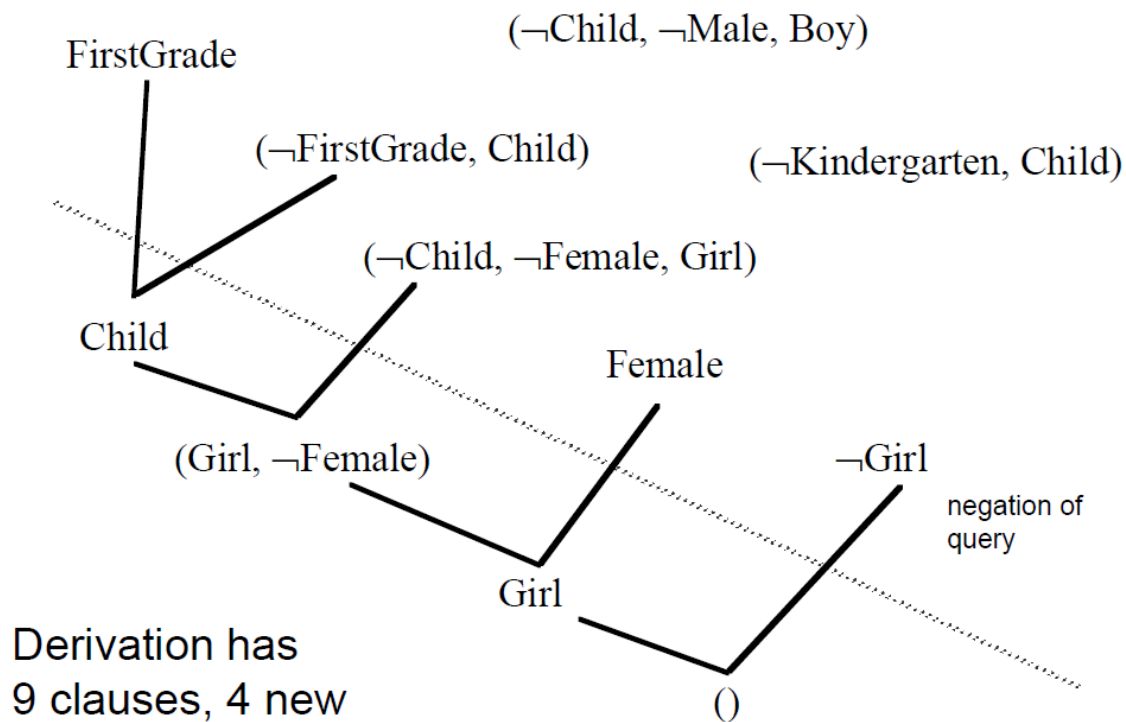 (¬Child, ¬Male, Boy)
FirstGrade
(¬FirstGrade, Child)
(¬Kindergarten, Child)
(¬Child, ¬Female, Girl)
Child
Female
(Girl, ¬Female)
¬Girl
negation of
query
Girl
Derivation has
9 clauses, 4 new
()